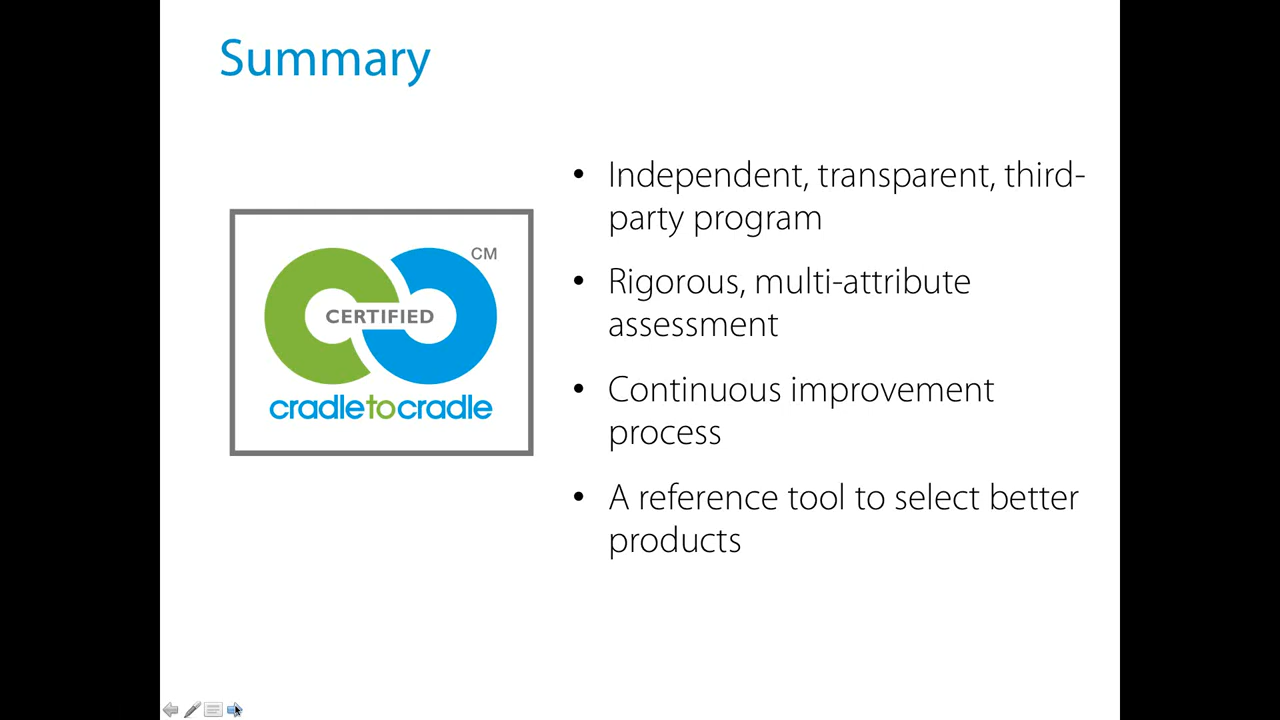 Summary
• Independent, transparent, third-
party program
• Rigorous, multi-attribute
assessment
• Continuous improvement
process
• A reference tool to select better
products
CM
CERTIFIED
cradletocradle